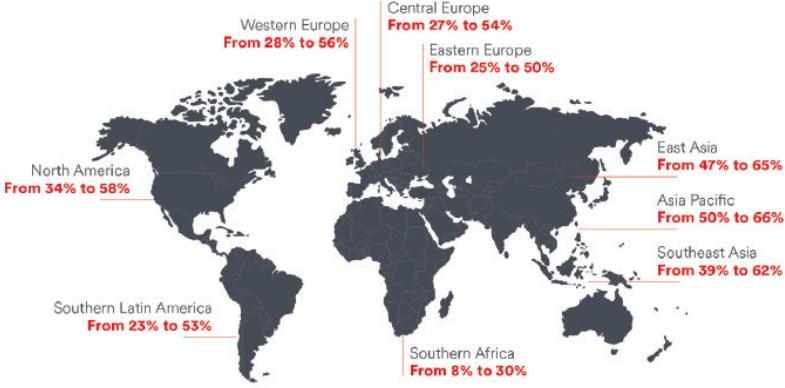 Central Europe
From 27% to 54%
Western Europe
From 28% to 56%
Eastern Europe
From 25% to 50%
East Asia
From 47% to 65%
North America
From 34% to 58%
Asia Pacific
From 50% to 66%
Southeast Asia
From 39% to 62%
Southern Latin America
From 23% to 53%
Southern Africa
From 8% to 30%